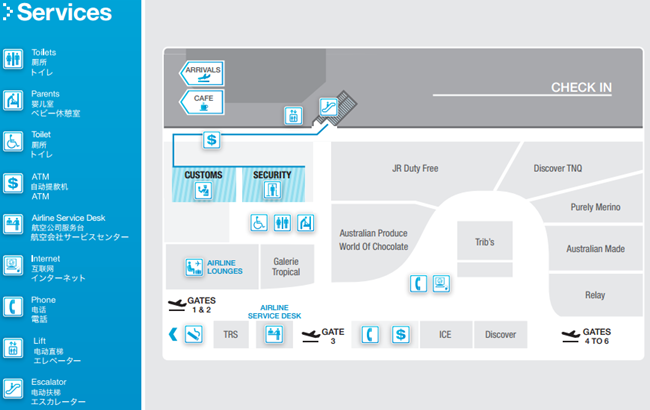 Services
Toilets
厕所
トイレ
Parents
婴儿室
ベビー休憩室
Toilet
厕所
トイレ
ATM
自动提款机
ATM
Airline Service Desk
航空公司服务台
航空会社サービスセンター
Internet
互联网
インターネット
Phone
电话
電話
Lift
电动直梯
エレベーター
Escalator
电动扶梯
エスカレーター
ARRIVALS
CAFE
CHECK IN
$
CUSTOMS
SECURITY
JR Duty Free
Discover TNQ
Purely Merino
Australian Produce
World Of Chocolate
Trib's
Australian Made
AIRLINE
LOUNGES
Galerie
Tropical
Relay
GATES
1 & 2
AIRLINE
SERVICE DESK
TRS
GATE
3
$
ICE
Discover
GATES
4 TO 6